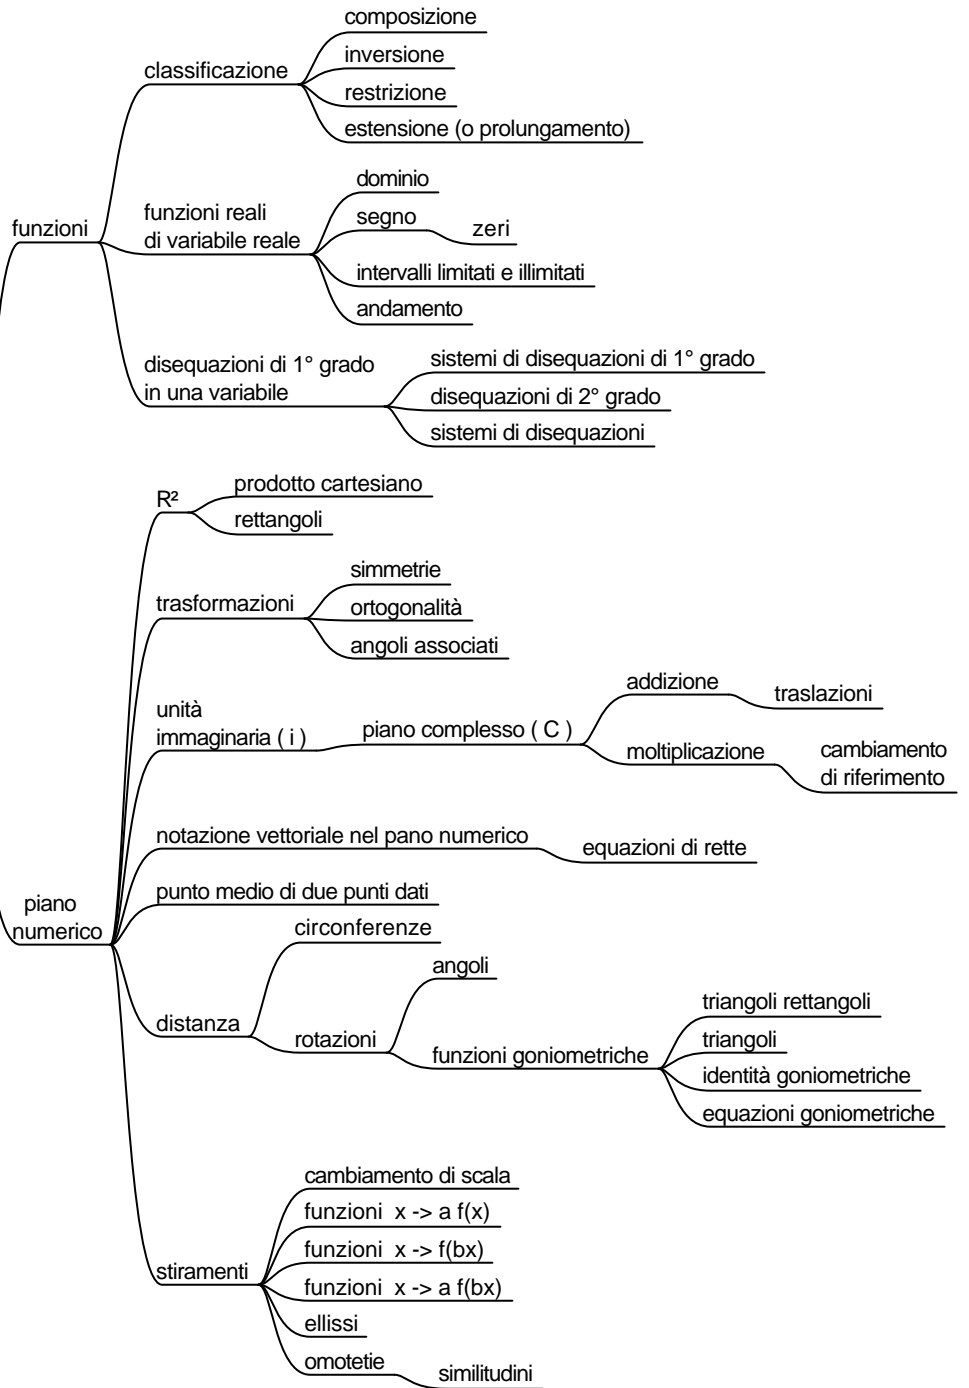 composizione
classificazione
inversione
restrizione
estensione (o prolungamento)
funzioni
funzioni reali
di variabile reale
dominio
segno
zeri
intervalli limitati e illimitati
andamento
disequazioni di 1° grado
in una variabile
sistemi di disequazioni di 1° grado
disequazioni di 2° grado
sistemi di disequazioni
piano
numerico
R²
prodotto cartesiano
rettangoli
trasformazioni
simmetrie
ortogonalità
angoli associati
unità
immaginaria ( i )
piano complesso ( C )
addizione
traslazioni
moltiplicazione
cambiamento
di riferimento
notazione vettoriale nel pano numerico
equazioni di rette
punto medio di due punti dati
distanza
circonferenze
rotazioni
angoli
funzioni goniometriche
triangoli rettangoli
triangoli
identità goniometriche
equazioni goniometriche
stiramenti
cambiamento di scala
funzioni x -> a f(x)
funzioni x -> f(bx)
funzioni x -> a f(bx)
ellissi
omotetie
similitudini